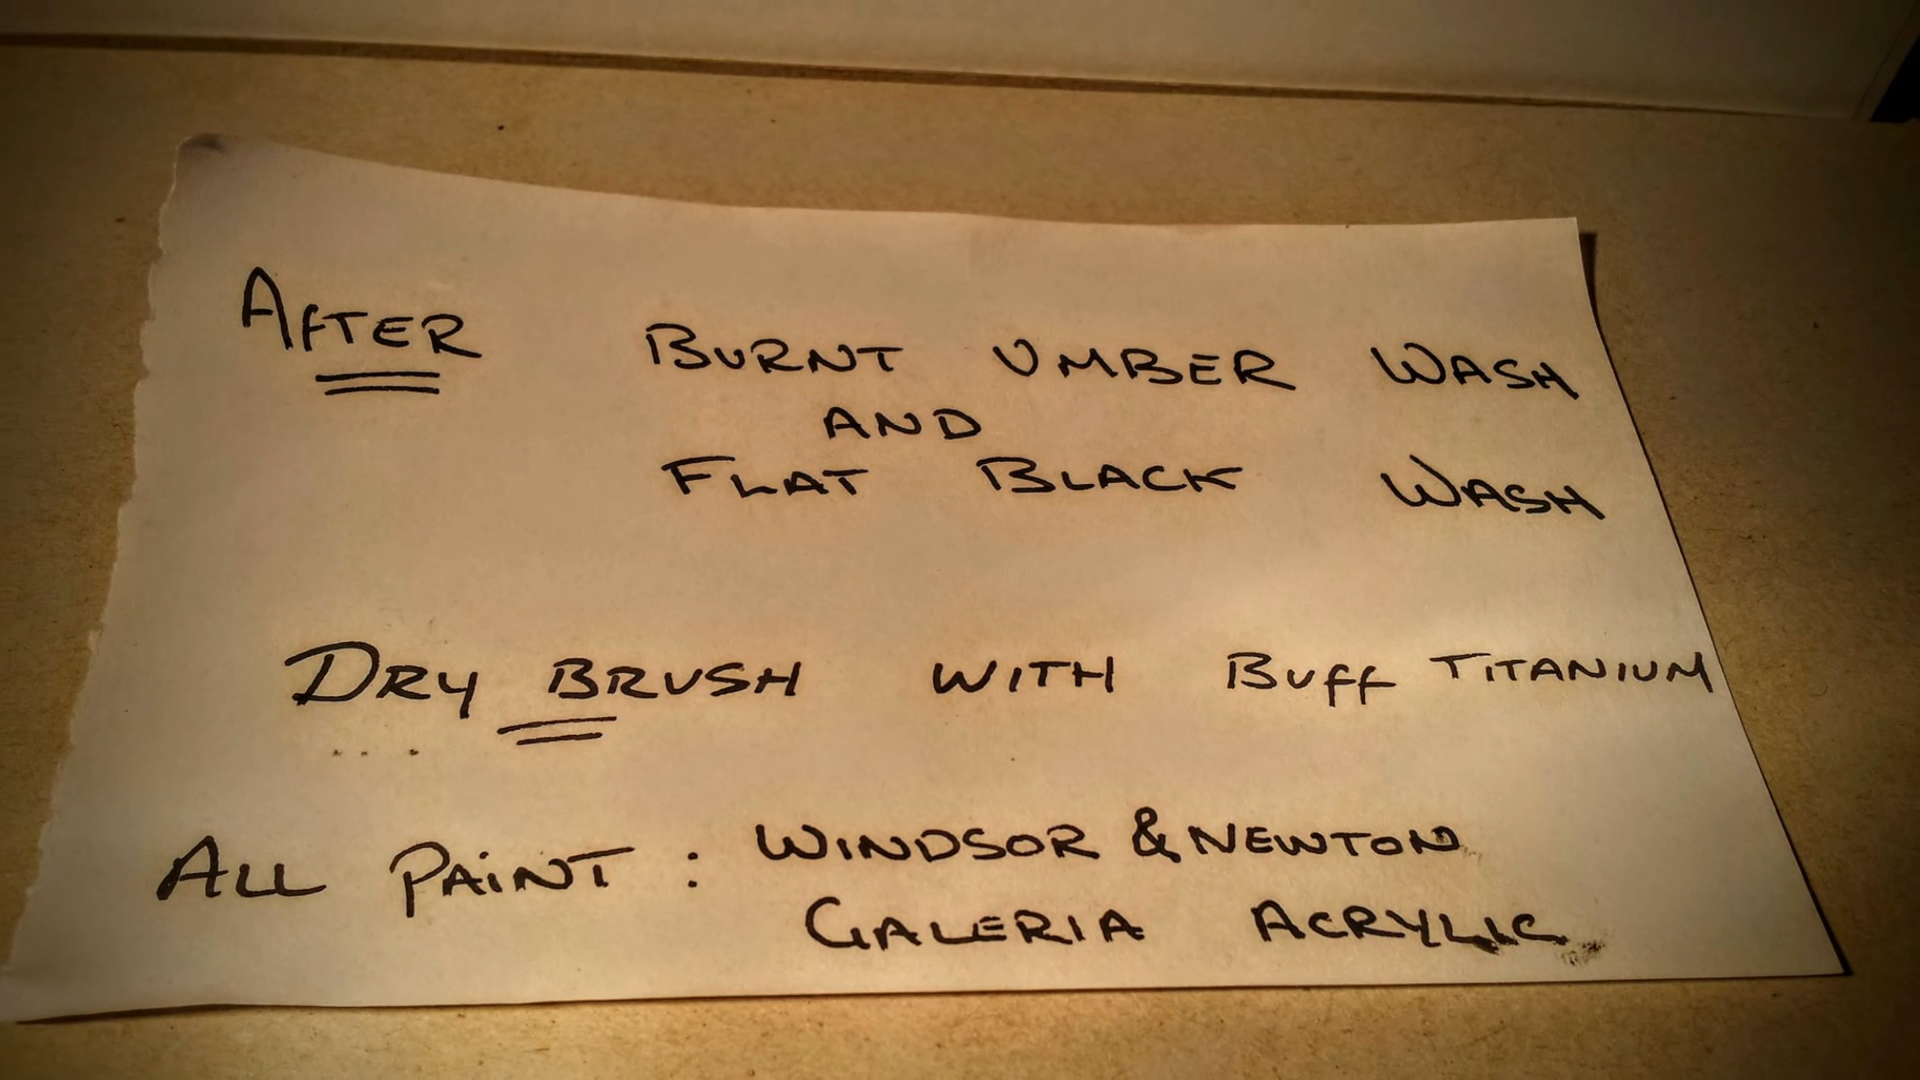 AFTER BURNT UMBER WASH
AND
FLAT BLACK WASH
DRY BRUSH WITH BUFF TITANIUM
ALL PAINT : WINDSOR & NEWTON
GALERIA ACRYLIC